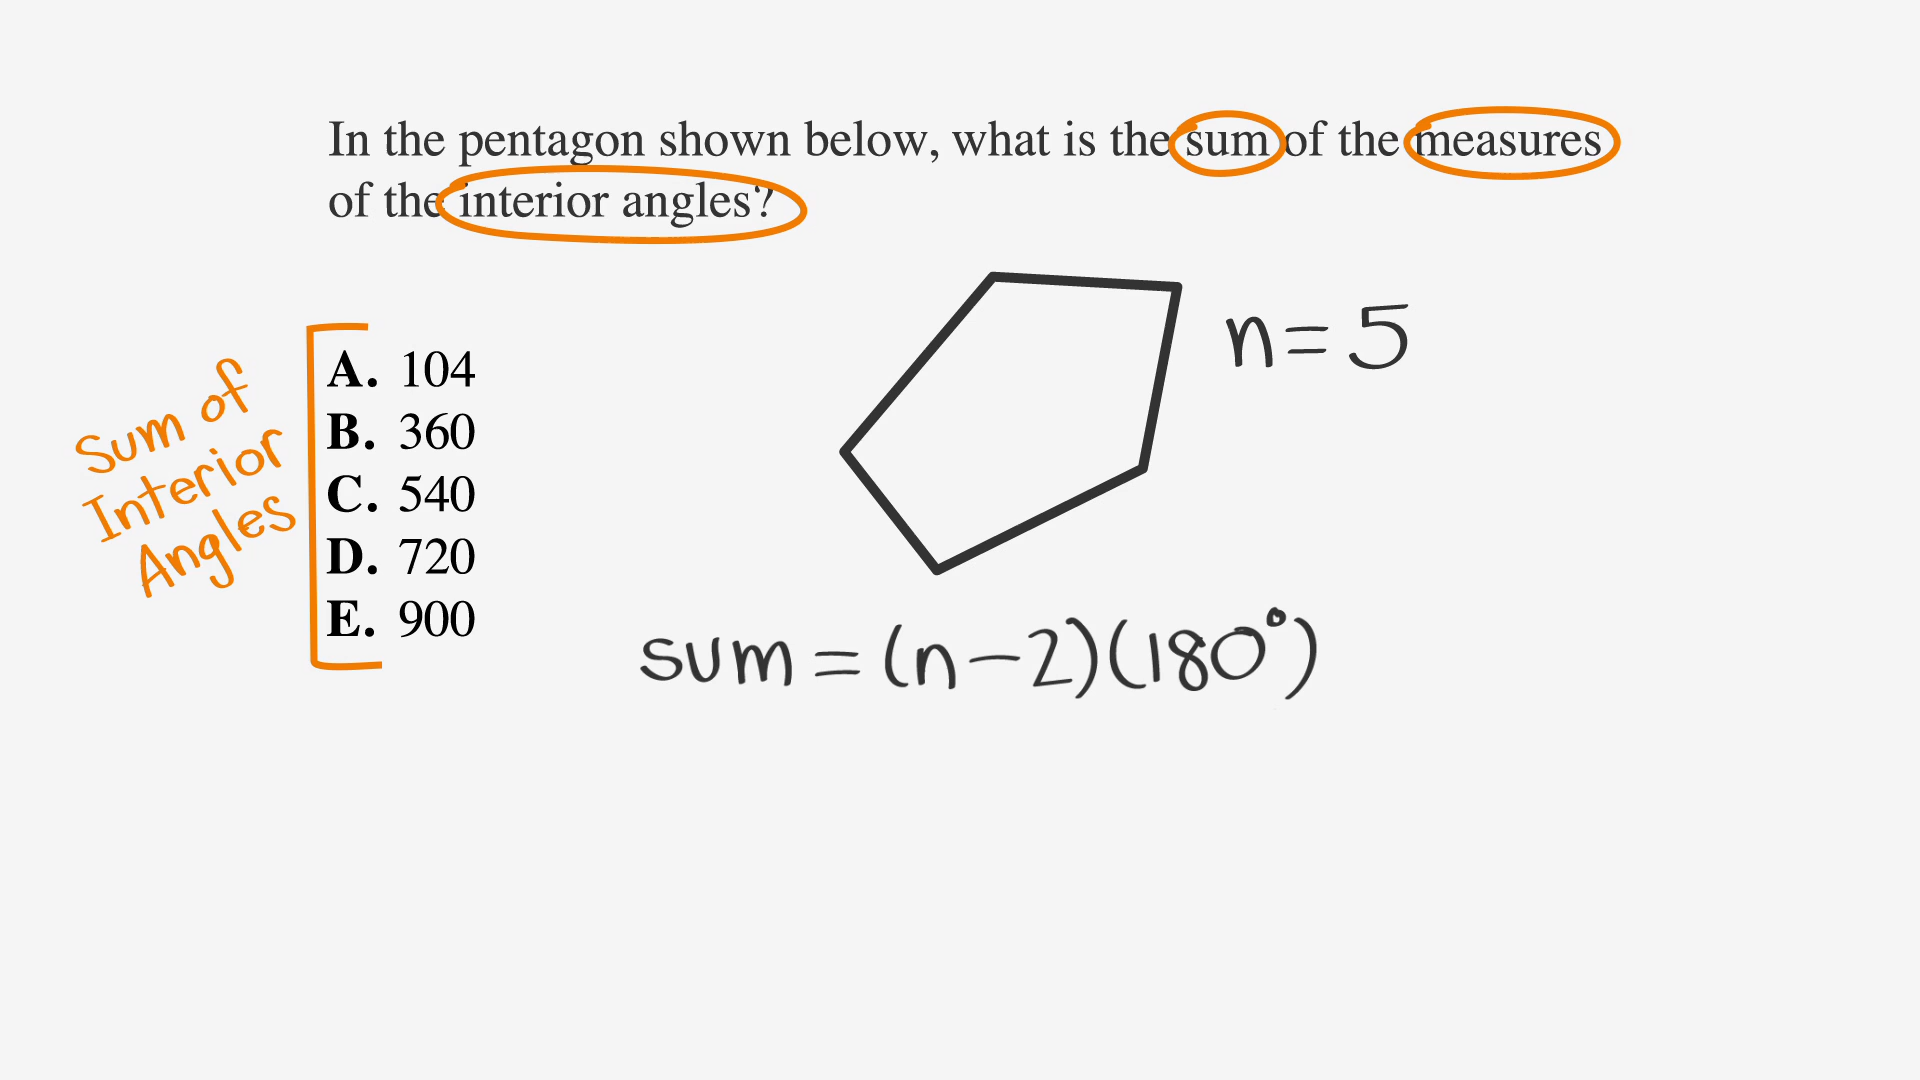 In the pentagon shown below, what is the sum of the measures
of the interior angles?
Sum of
Interior
Angles
A. 104
B. 360
C. 540
D. 720
E. 900
n = 5
sum = (n-2)(180°)